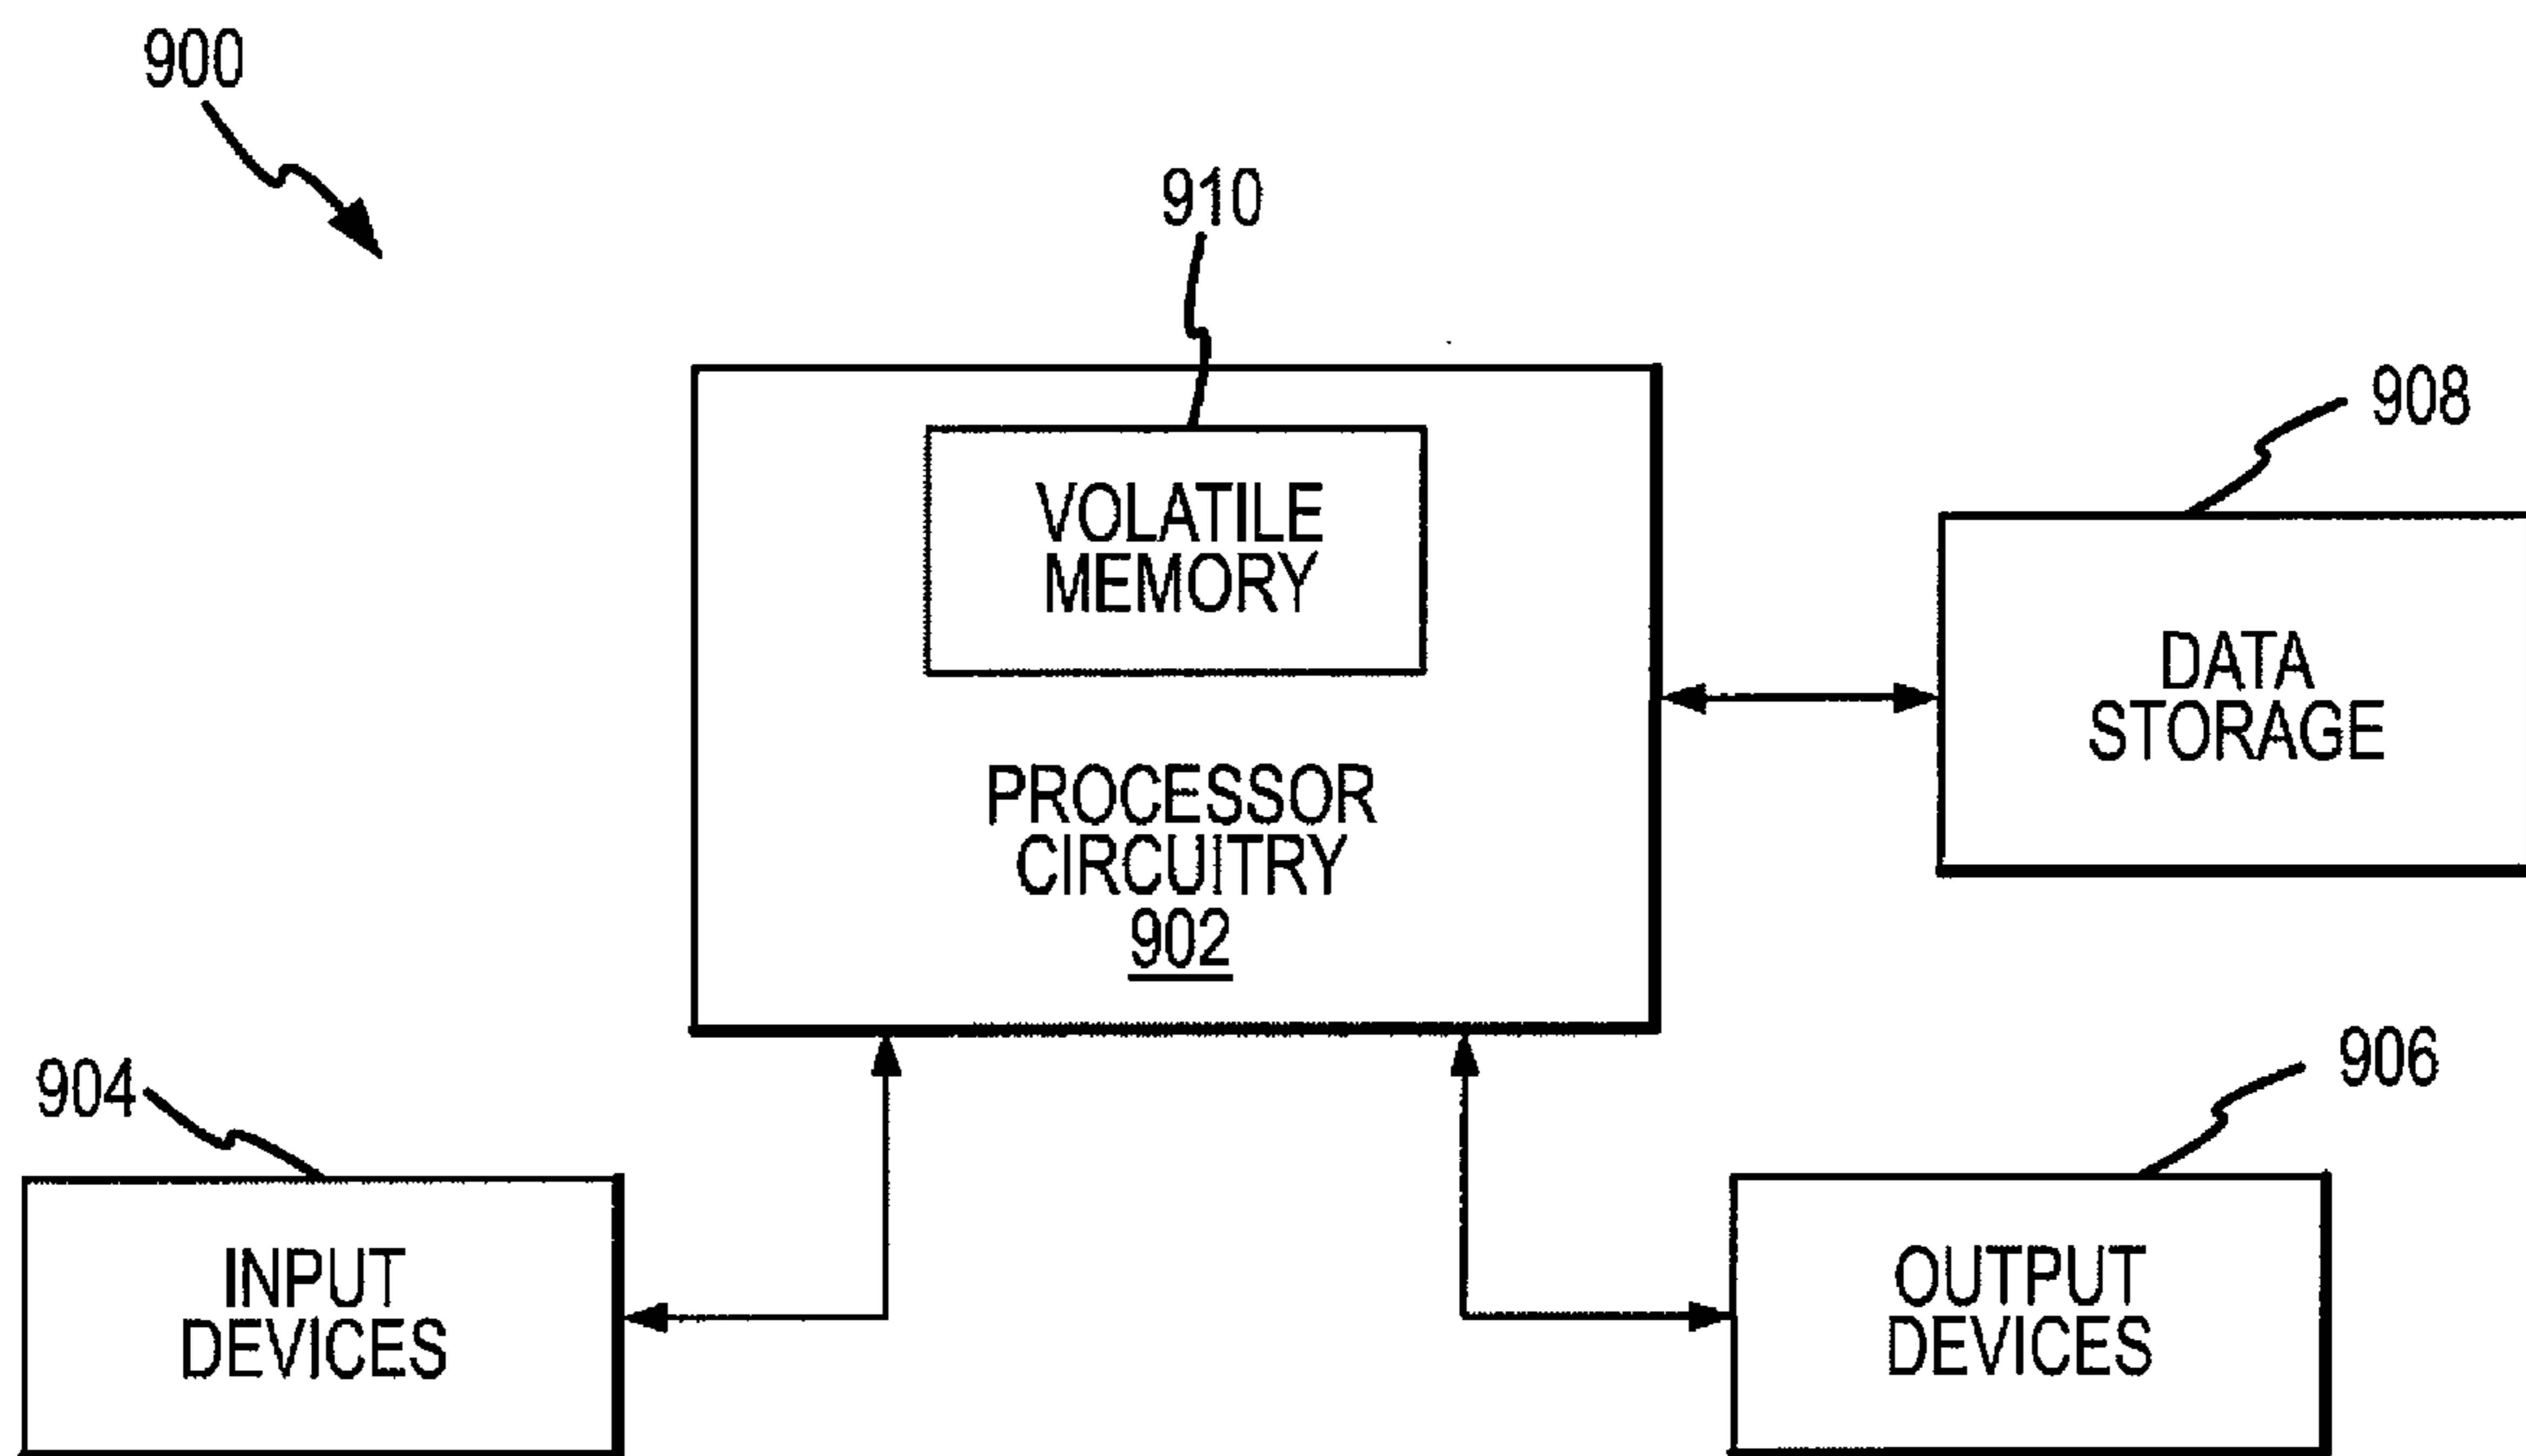 900
910
VOLATILE
MEMORY
908
DATA
STORAGE
PROCESSOR
CIRCUITRY
902
904
906
INPUT
DEVICES
OUTPUT
DEVICES